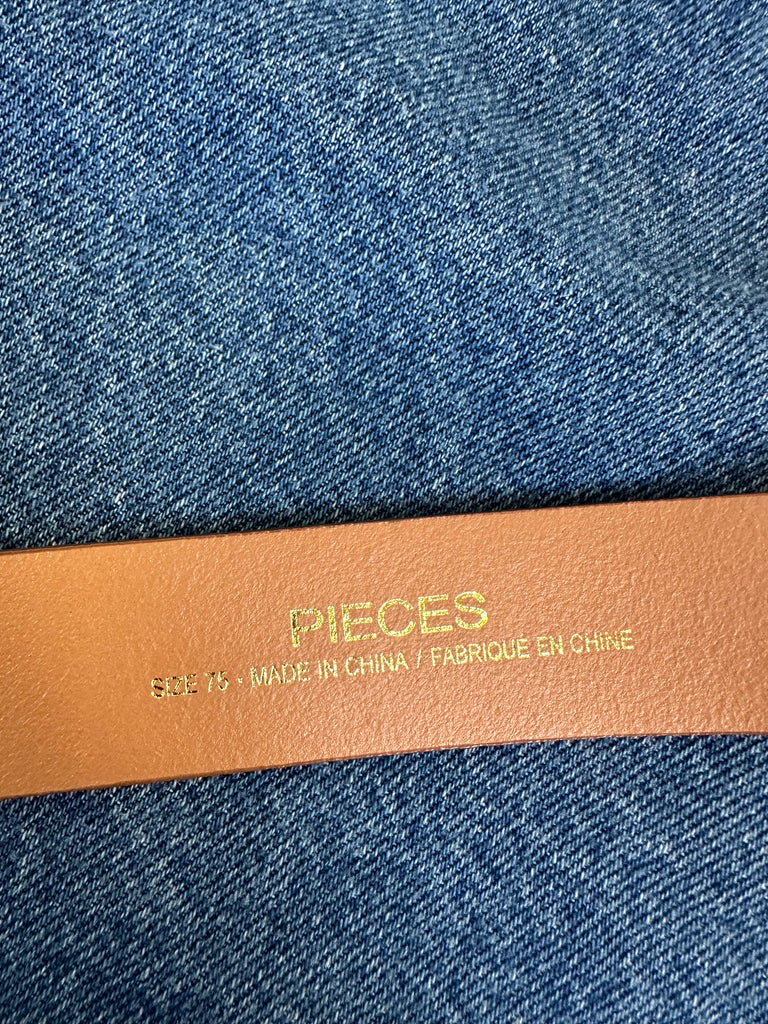 PIECES
SIZE 75 - MADE IN CHINA / FABRIQUE EN CHINE